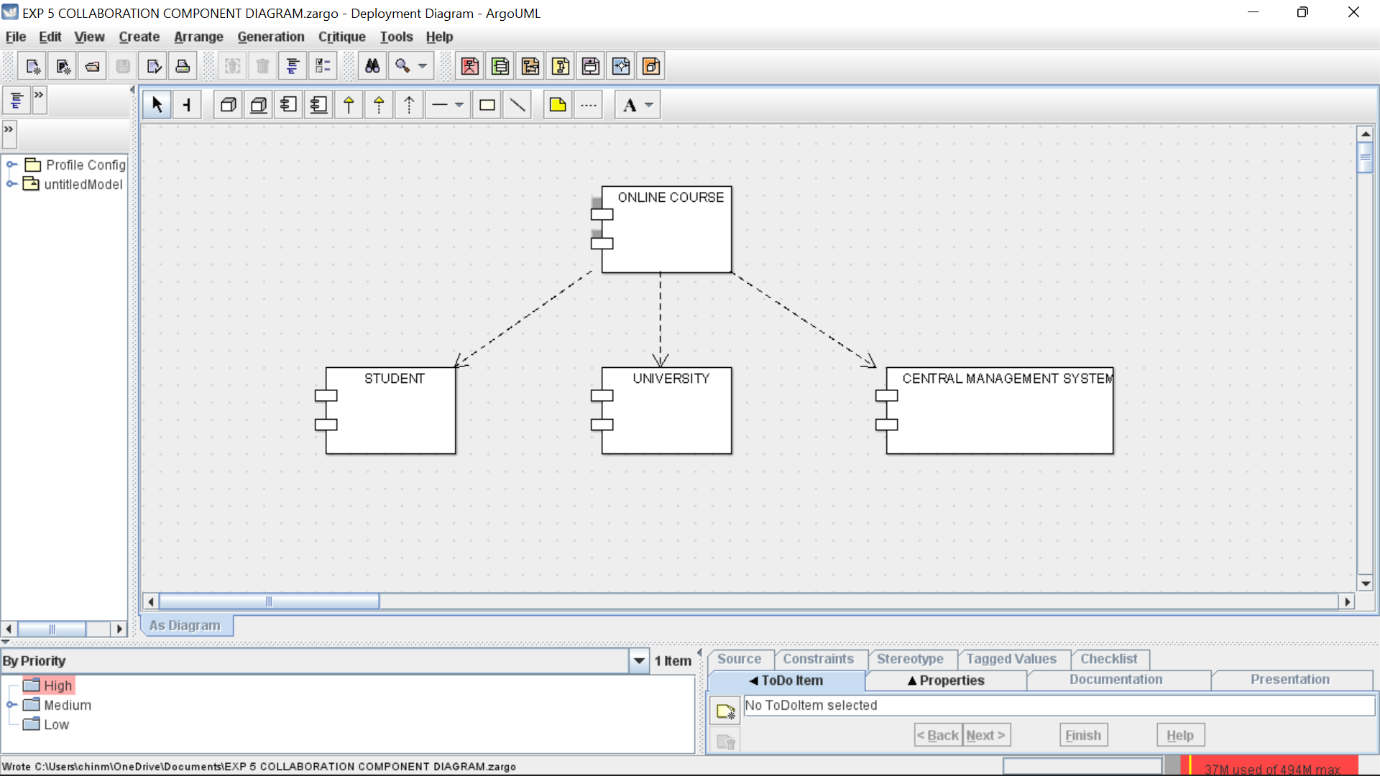 EXP 5 COLLABORATION COMPONENT DIAGRAM.zargo - Deployment Diagram - ArgoUML
File Edit View Create Arrange Generation Critique Tools Help
A
Profile Config
untitledModel
ONLINE COURSE
STUDENT
UNIVERSITY
CENTRAL MANAGEMENT SYSTEM
As Diagram
By Priority
1 Item
High
Medium
Low
Source Constraints Stereotype Tagged Values Checklist
ToDo Item Properties Documentation Presentation
No ToDoItem selected
< Back Next > Finish Help
Wrote C:\Users\chinm\OneDrive\Documents\EXP 5 COLLABORATION COMPONENT DIAGRAM.zargo
37M used of 494M max